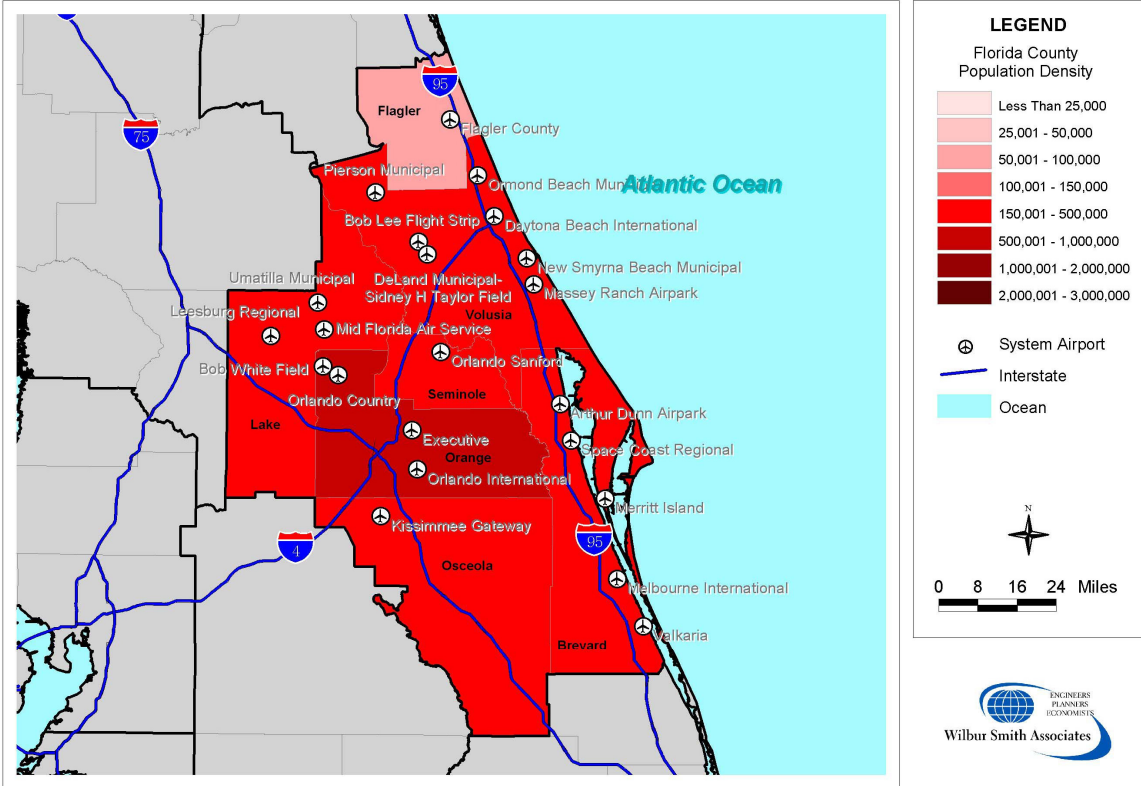 95
Flagler
75
Flagler County
Pierson Municipal
Ormond Beach Municipal
Atlantic Ocean
Bob Lee Flight Strip
Daytona Beach International
DeLand Municipal-
Sidney H Taylor Field
New Smyrna Beach Municipal
Umatilla Municipal
Massey Ranch Airpark
Volusia
Leesburg Regional
Mid Florida Air Service
Orlando Sanford
Bob White Field
Orlando Country
Seminole
Arthur Dunn Airpark
Lake
Executive
Space Coast Regional
Orange
Orlando International
Merritt Island
Kissimmee Gateway
95
4
Osceola
Melbourne International
Valkaria
Brevard
LEGEND
Florida County
Population Density
Less Than 25,000
25,001 - 50,000
50,001 - 100,000
100,001 - 150,000
150,001 - 500,000
500,001 - 1,000,000
1,000,001 - 2,000,000
2,000,001 - 3,000,000
System Airport
Interstate
Ocean
N
0 8 16 24 Miles
ENGINEERS
PLANNERS
ECONOMISTS
Wilbur Smith Associates